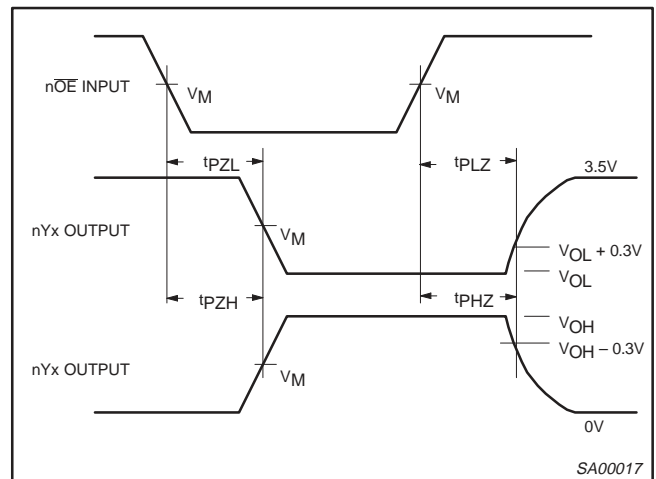 nO̅E̅ INPUT
VM
VM
tPZL
tPLZ
3.5V
nYx OUTPUT
VM
VOL + 0.3V
VOL
tPZH
tPHZ
VOH
VOH – 0.3V
nYx OUTPUT
VM
0V
SA00017